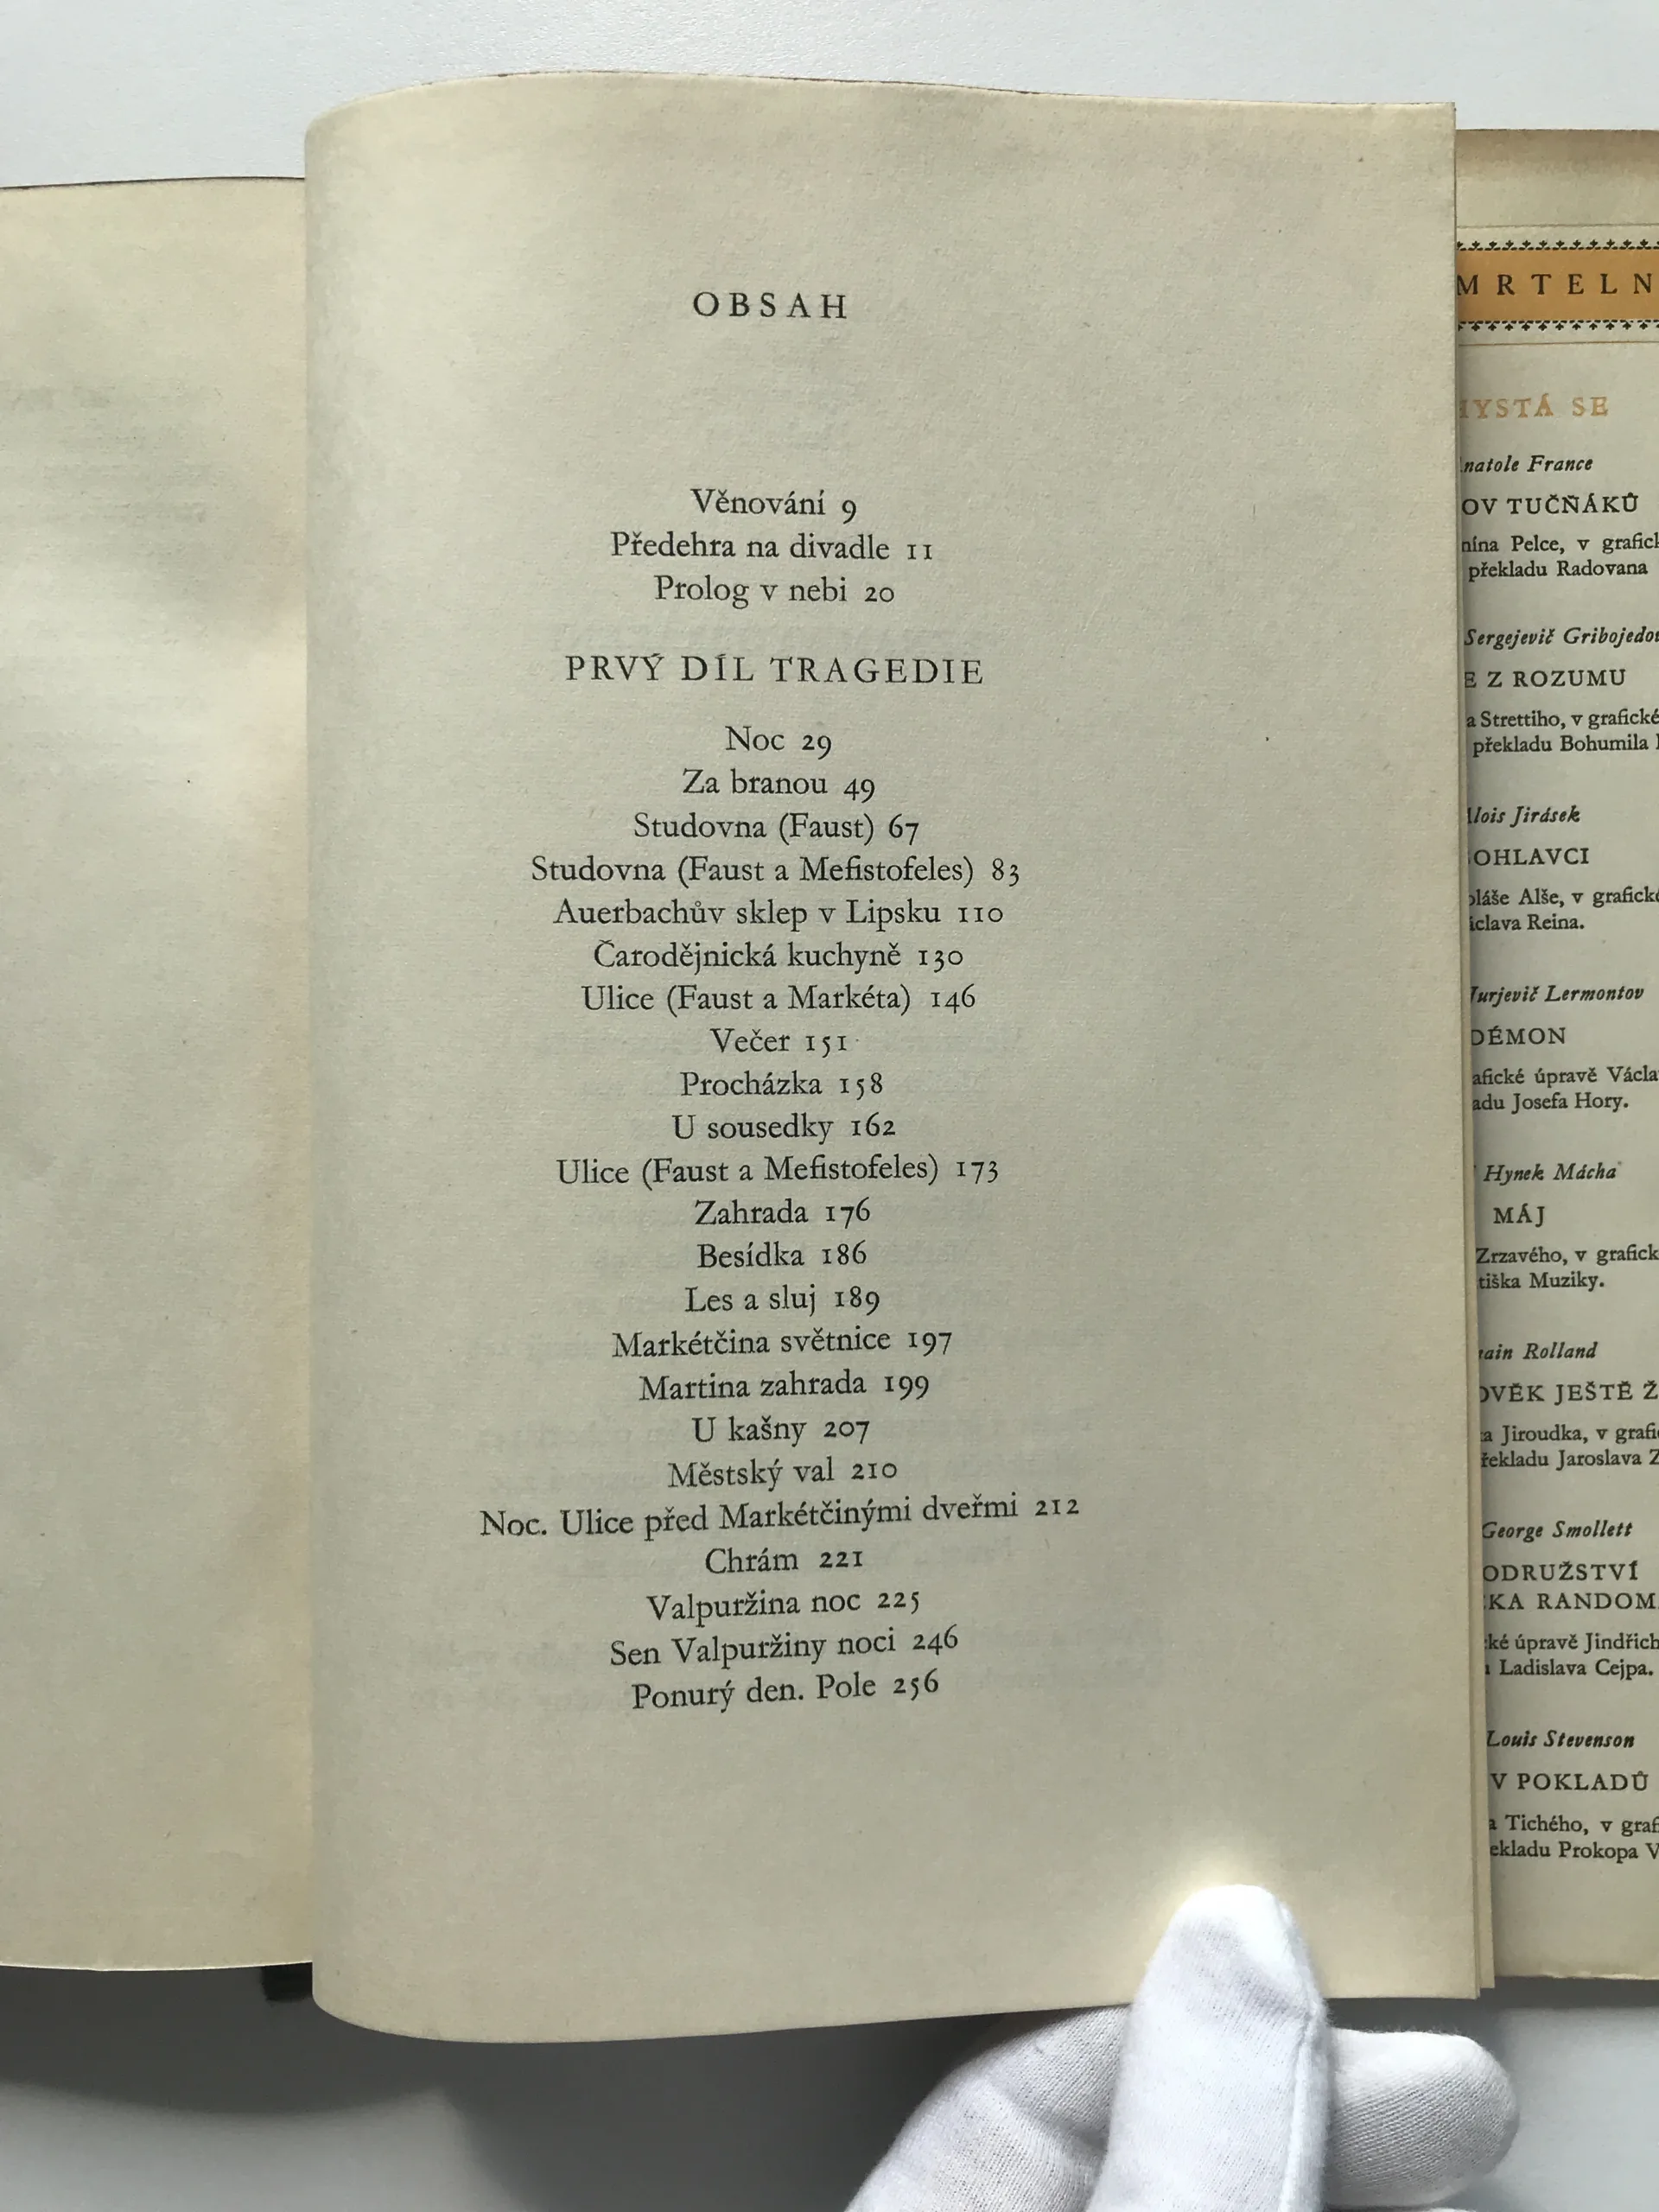 OBSAH
Věnování 9
Předehra na divadle 11
Prolog v nebi 20
PRVÝ DÍL TRAGEDIE
Noc 29
Za branou 49
Studovna (Faust) 67
Studovna (Faust a Mefistofeles) 83
Auerbachův sklep v Lipsku 110
Čarodějnická kuchyně 130
Ulice (Faust a Markéta) 146
Večer 151
Procházka 158
U sousedky 162
Ulice (Faust a Mefistofeles) 173
Zahrada 176
Besídka 186
Les a sluj 189
Markétčina světnice 197
Martina zahrada 199
U kašny 207
Městský val 210
Noc. Ulice před Markétčinými dveřmi 212
Chrám 221
Valpuržina noc 225
Sen Valpuržiny noci 246
Ponurý den. Pole 256
MRTELN
YSTÁ SE
natole France
OV TUČŇÁKŮ
nína Pelce, v grafick
překladu Radovana
Sergejevič Gribojedov
E Z ROZUMU
a Strettiho, v grafické
překladu Bohumila
lois Jirásek
OHLAVCI
oláše Alše, v grafické
áclava Reina.
Jurjevič Lermontov
DÉMON
afické úpravě Václa
adu Josefa Hory.
Hynek Mácha
MÁJ
Zrzavého, v grafick
tiška Muziky.
ain Rolland
OVĚK JEŠTĚ Ž
a Jiroudka, v grafi
řekladu Jaroslava Z
George Smollett
ODRUŽSTVÍ
KA RANDOM
ké úpravě Jindřich
Ladislava Cejpa.
Louis Stevenson
V POKLADŮ
a Tichého, v graf
ekladu Prokopa V